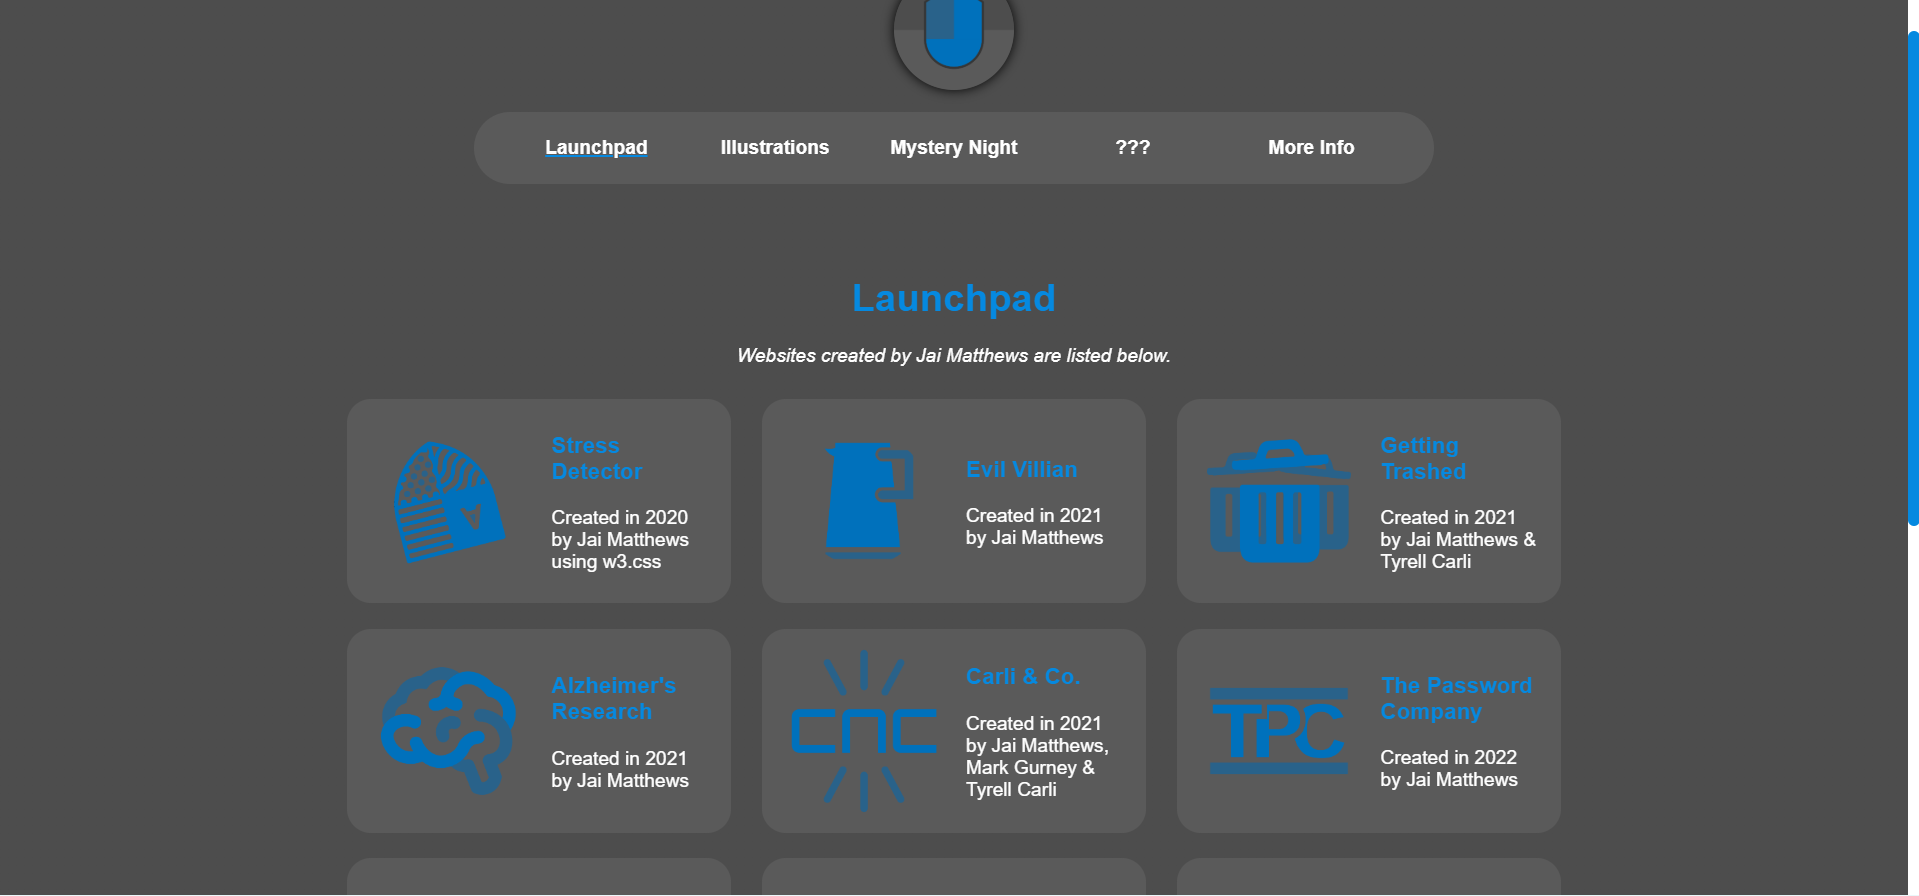 Launchpad
Illustrations
Mystery Night
???
More Info
Launchpad
Websites created by Jai Matthews are listed below.
Stress
Detector
Created in 2020
by Jai Matthews
using w3.css
Evil Villian
Created in 2021
by Jai Matthews
Getting
Trashed
Created in 2021
by Jai Matthews &
Tyrell Carli
Alzheimer's
Research
Created in 2021
by Jai Matthews
cnc
Carli & Co.
Created in 2021
by Jai Matthews,
Mark Gurney &
Tyrell Carli
TPC
The Password
Company
Created in 2022
by Jai Matthews